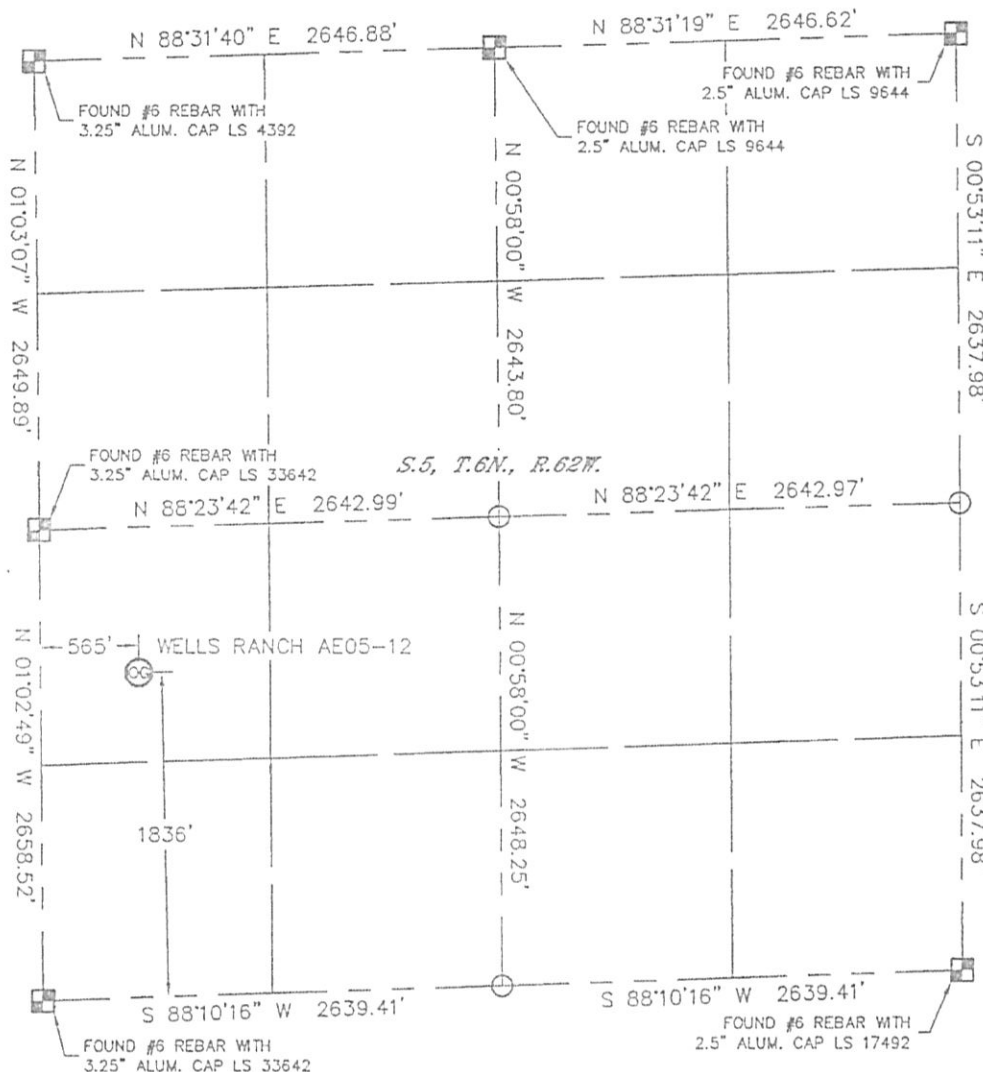 N 88°31'40" E 2646.88'
N 88°31'19" E 2646.62'
FOUND #6 REBAR WITH
3.25" ALUM. CAP LS 4392
FOUND #6 REBAR WITH
2.5" ALUM. CAP LS 9644
FOUND #6 REBAR WITH
2.5" ALUM. CAP LS 9644
N 01°03'07" W 2649.89'
N 00°58'00" W 2643.80'
S 00°53'11" E 2637.98'
FOUND #6 REBAR WITH
3.25" ALUM. CAP LS 33642
S.5, T.6N., R.62W.
N 88°23'42" E 2642.99'
N 88°23'42" E 2642.97'
565' WELLS RANCH AE05-12
OG
N 01°02'49" W 2658.52'
1836'
N 00°58'00" W 2648.25'
S 00°53'11" E 2637.98
S 88°10'16" W 2639.41'
S 88°10'16" W 2639.41'
FOUND #6 REBAR WITH
3.25" ALUM. CAP LS 33642
FOUND #6 REBAR WITH
2.5" ALUM. CAP LS 17492